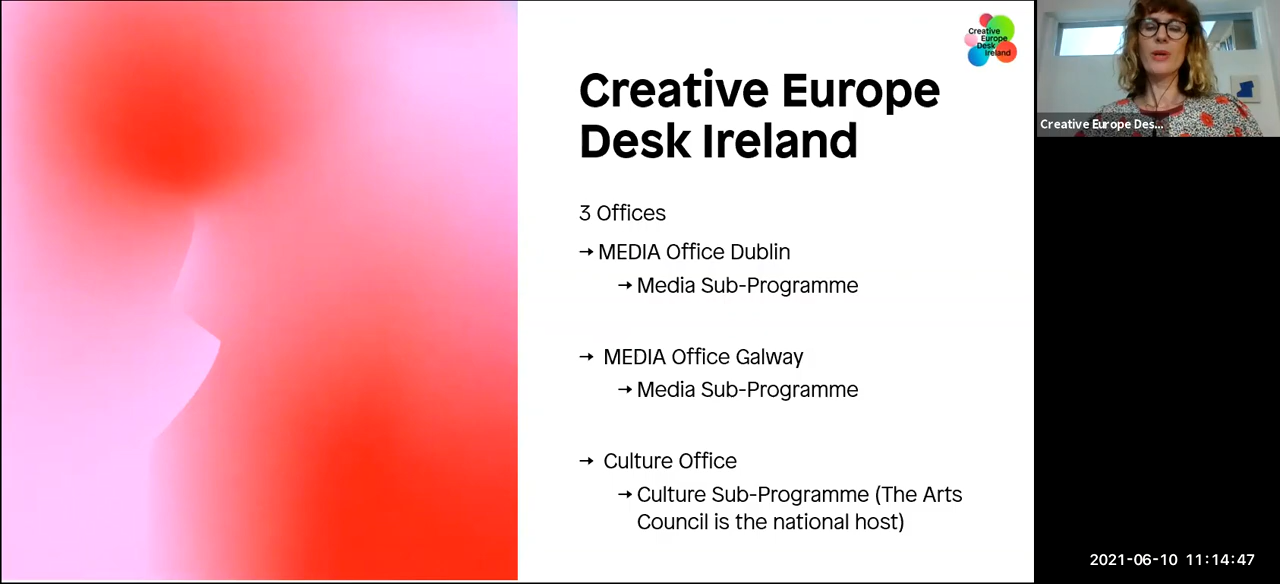 Creative
Europe
Desk
Ireland
Creative Europe
Desk Ireland
3 Offices
→ MEDIA Office Dublin
→ Media Sub-Programme
→ MEDIA Office Galway
→ Media Sub-Programme
→ Culture Office
→ Culture Sub-Programme (The Arts
Council is the national host)
Creative Europe Des...
2021-06-10 11:14:47